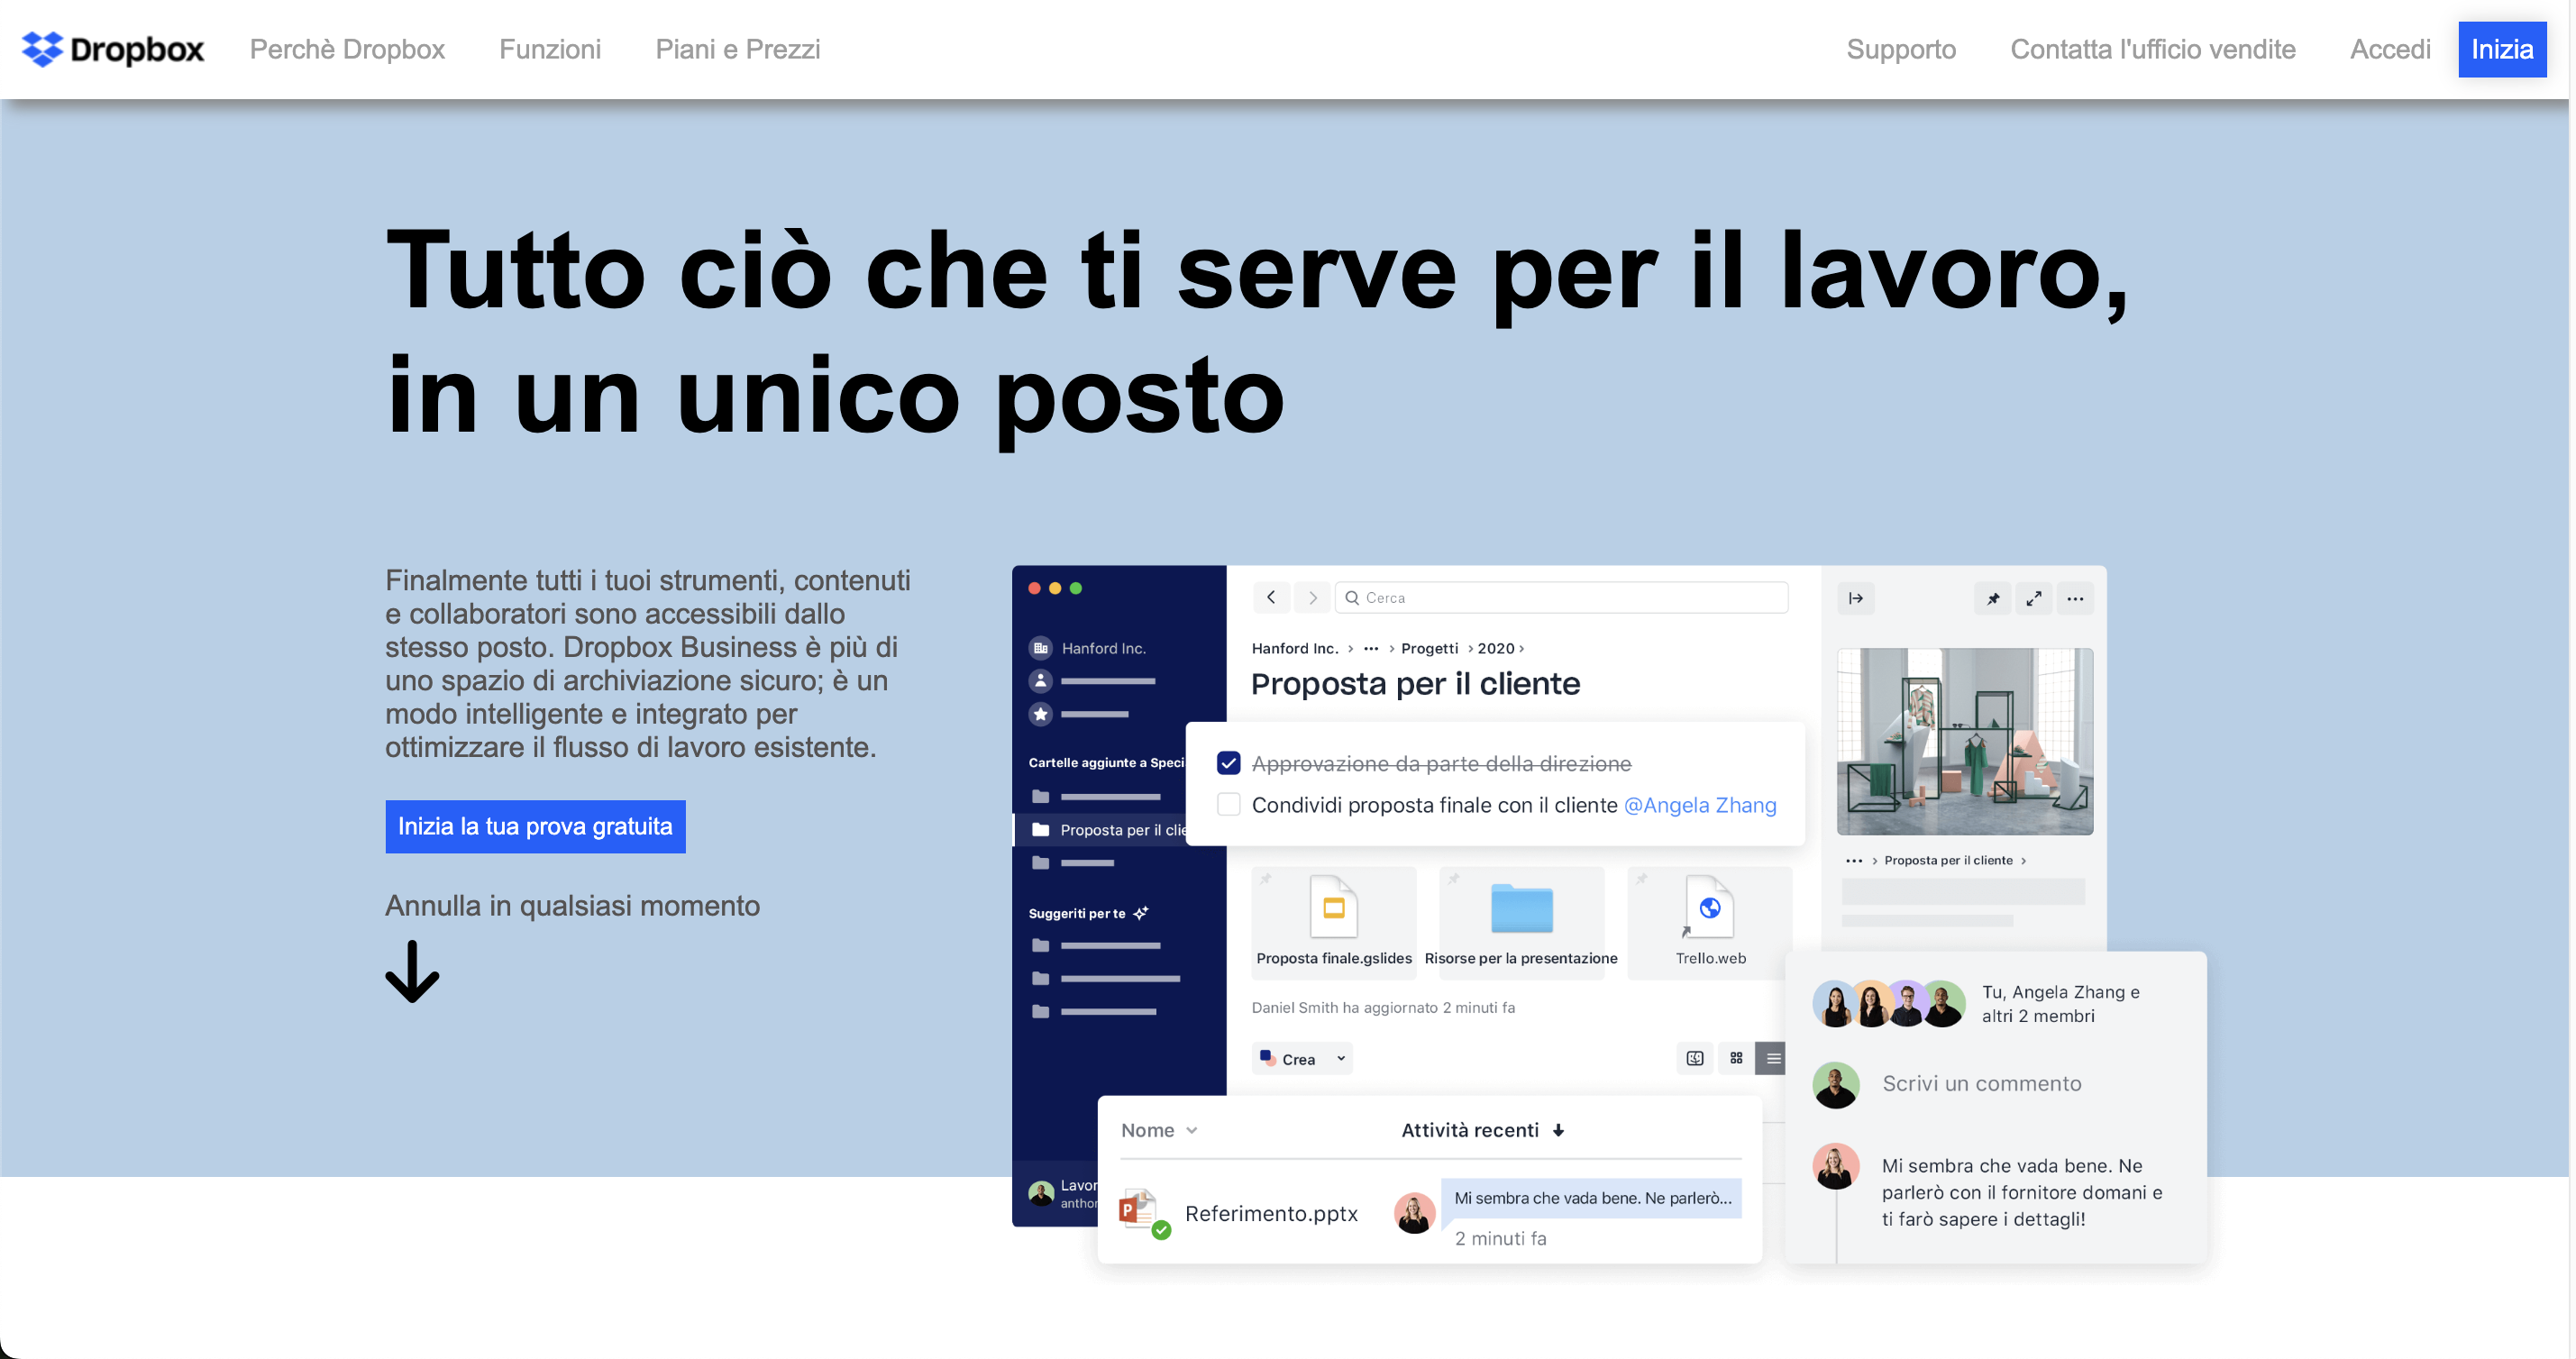 Dropbox
Perchè Dropbox
Funzioni
Piani e Prezzi
Supporto
Contatta l'ufficio vendite
Accedi
Inizia
Tutto ciò che ti serve per il lavoro,
in un unico posto
Finalmente tutti i tuoi strumenti, contenuti
e collaboratori sono accessibili dallo
stesso posto. Dropbox Business è più di
uno spazio di archiviazione sicuro; è un
modo intelligente e integrato per
ottimizzare il flusso di lavoro esistente.
Inizia la tua prova gratuita
Annulla in qualsiasi momento
Hanford Inc.
Cartelle aggiunte a Speci
Proposta per il clie
Suggeriti per te
Lavor
anthor
Cerca
Hanford Inc. › ··· › Progetti › 2020 ›
Proposta per il cliente
Approvazione da parte della direzione
Condividi proposta finale con il cliente @Angela Zhang
Proposta finale.gslides
Risorse per la presentazione
Trello.web
Daniel Smith ha aggiornato 2 minuti fa
Crea
Nome
Attività recenti
P
Referimento.pptx
Mi sembra che vada bene. Ne parlerò...
2 minuti fa
··· › Proposta per il cliente ›
Tu, Angela Zhang e
altri 2 membri
Scrivi un commento
Mi sembra che vada bene. Ne
parlerò con il fornitore domani e
ti farò sapere i dettagli!